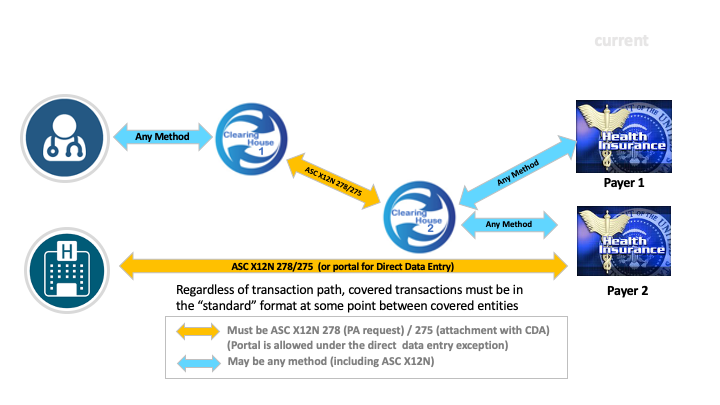 current
Any Method
Clearing
House
1
ASC X12N 278/275
Clearing
House
2
Any Method
Any Method
Health
Insurance
Payer 1
Health
Insurance
Payer 2
H
ASC X12N 278/275 (or portal for Direct Data Entry)
Regardless of transaction path, covered transactions must be in
the “standard” format at some point between covered entities
Must be ASC X12N 278 (PA request) / 275 (attachment with CDA)
(Portal is allowed under the direct data entry exception)
May be any method (including ASC X12N)